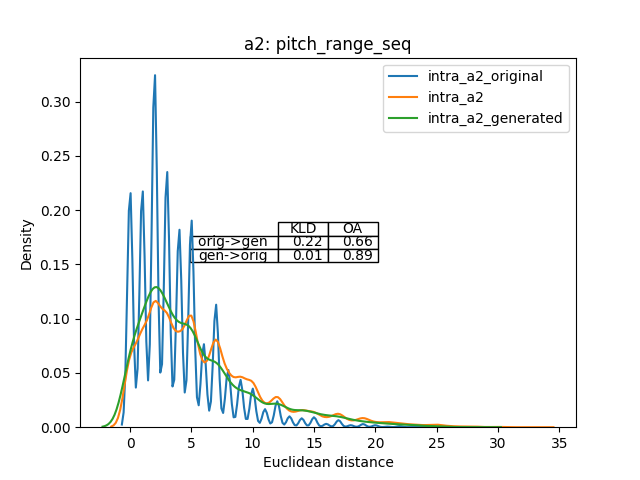 a2: pitch_range_seq
intra_a2_original
intra_a2
intra_a2_generated
0.30
0.25
0.20
0.15
0.10
0.05
0.00
Density
KLD OA
orig->gen 0.22 0.66
gen->orig 0.01 0.89
0 5 10 15 20 25 30 35
Euclidean distance